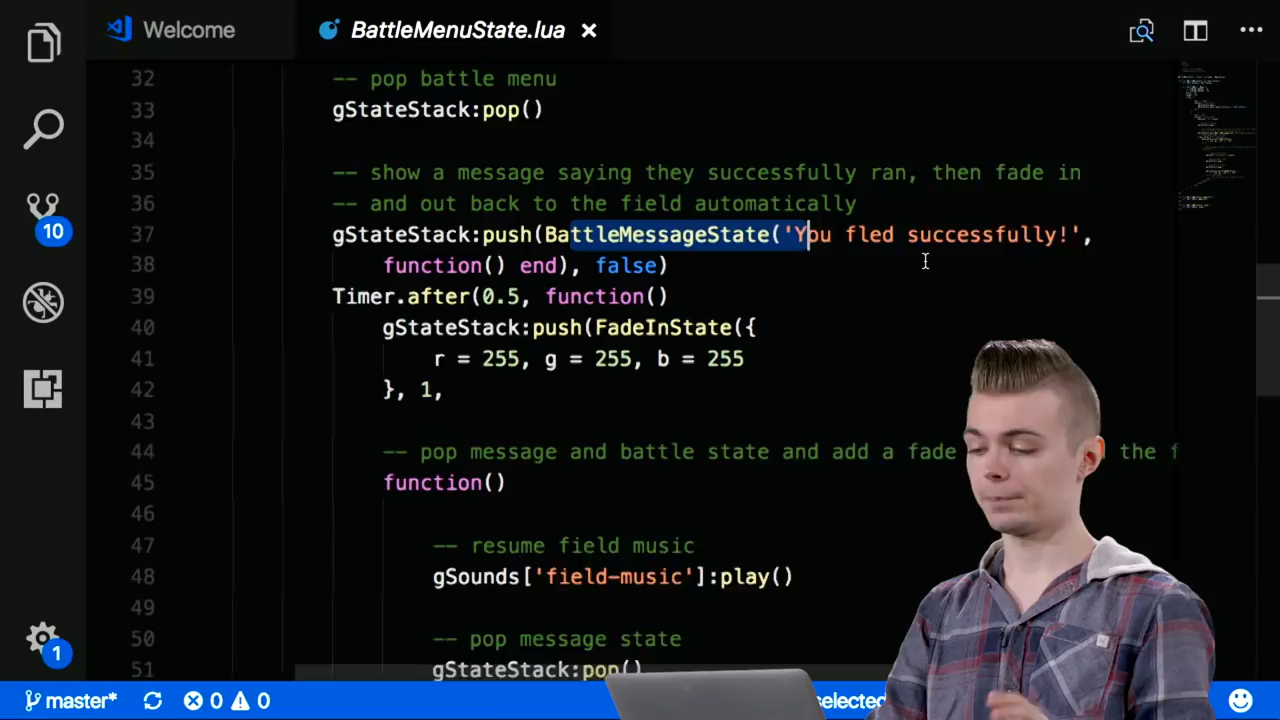 Welcome
BattleMenuState.lua
32 -- pop battle menu
33 gStateStack:pop()
34
35 -- show a message saying they successfully ran, then fade in
36 -- and out back to the field automatically
37 gStateStack:push(BattleMessageState('You fled successfully!',
38 function() end), false)
39 Timer.after(0.5, function()
40 gStateStack:push(FadeInState({
41 r = 255, g = 255, b = 255
42 }, 1,
43
44 -- pop message and battle state and add a fade the f
45 function()
46
47 -- resume field music
48 gSounds['field-music']:play()
49
50 -- pop message state
51 gStateStack:pop()
10
1
master* 0 0 selected